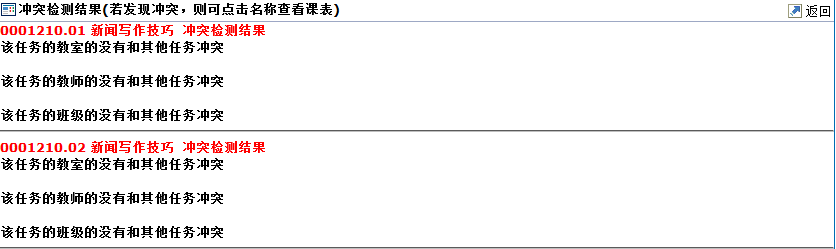 冲突检测结果(若发现冲突，则可点击名称查看课表)
返回
0001210.01 新闻写作技巧 冲突检测结果
该任务的教室的没有和其他任务冲突
该任务的教师的没有和其他任务冲突
该任务的班级的没有和其他任务冲突
0001210.02 新闻写作技巧 冲突检测结果
该任务的教室的没有和其他任务冲突
该任务的教师的没有和其他任务冲突
该任务的班级的没有和其他任务冲突